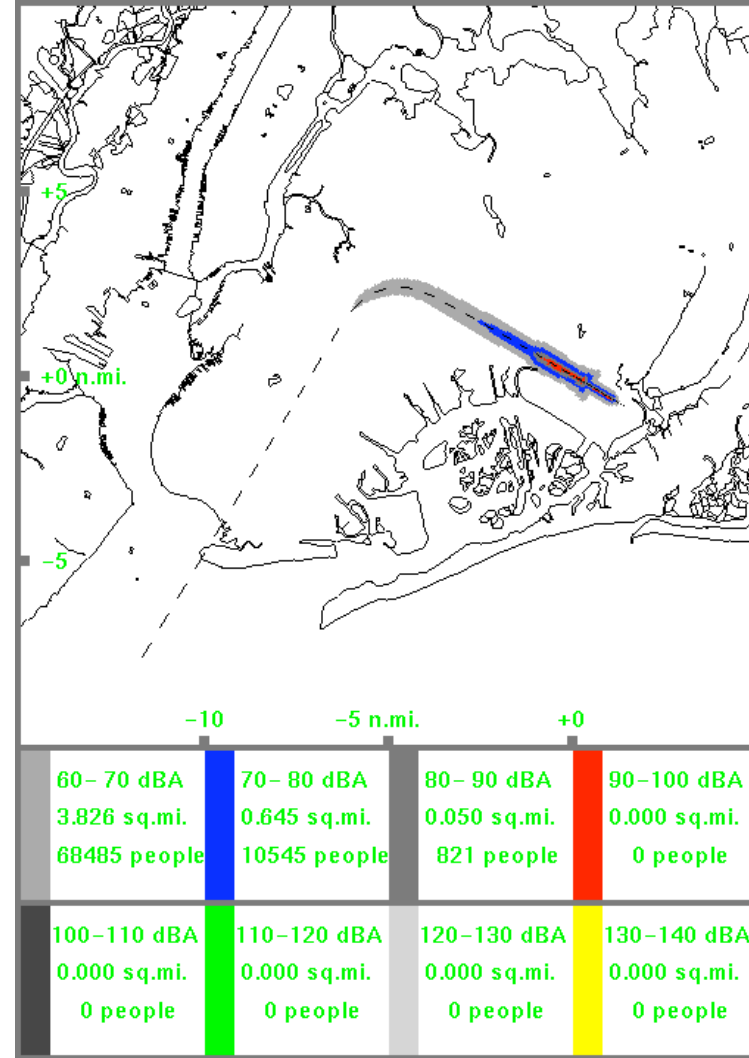 +5
+0 n.mi.
−5
−10 −5 n.mi. +0
60−70 dBA 70−80 dBA 80−90 dBA 90−100 dBA
3.826 sq.mi. 0.645 sq.mi. 0.050 sq.mi. 0.000 sq.mi.
68485 people 10545 people 821 people 0 people
100−110 dBA 110−120 dBA 120−130 dBA 130−140 dBA
0.000 sq.mi. 0.000 sq.mi. 0.000 sq.mi. 0.000 sq.mi.
0 people 0 people 0 people 0 people